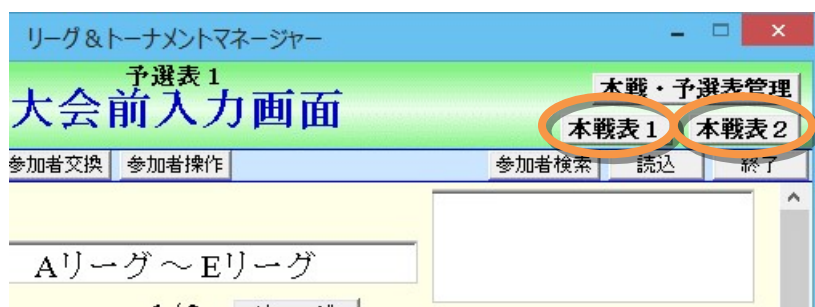 リーグ&トーナメントマネージャー
予選表1
大会前入力画面
本戦・予選表管理
本戦表1 本戦表2
参加者交換 参加者操作 参加者検索 読込 終了
Aリーグ～Eリーグ